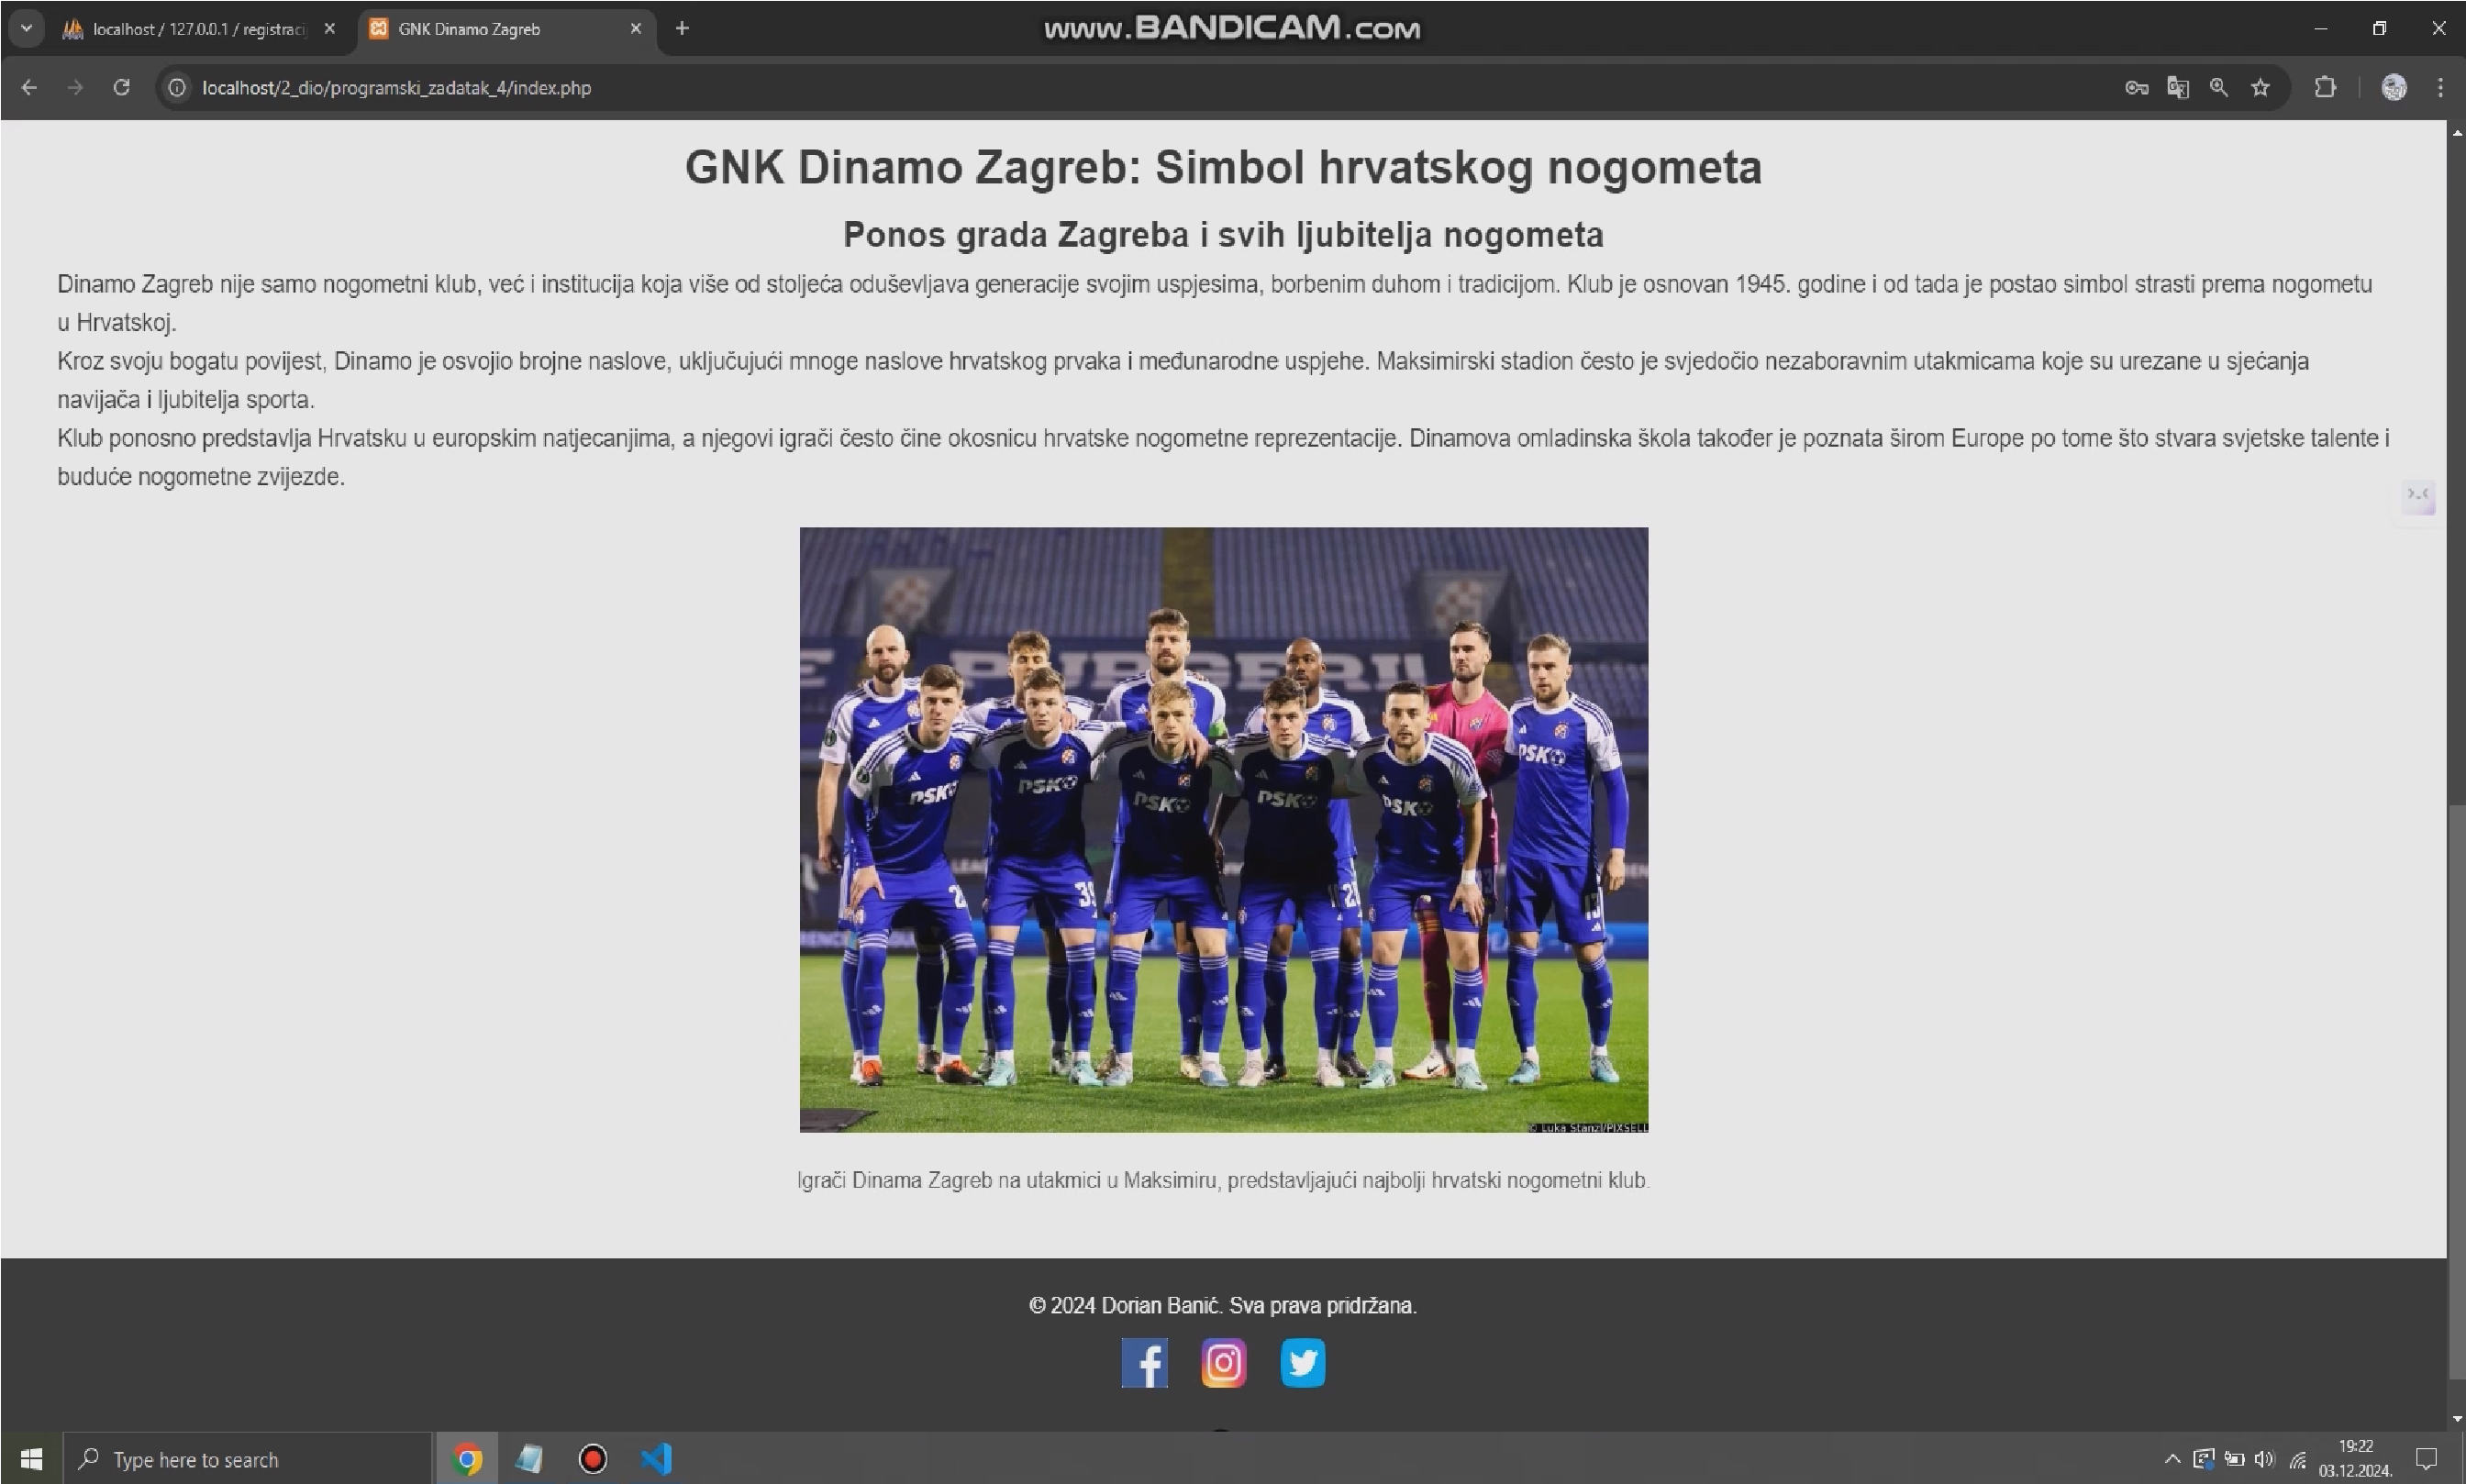 localhost / 127.0.0.1 / registraci
GNK Dinamo Zagreb
www.BANDICAM.com
localhost/2_dio/programski_zadatak_4/index.php
GNK Dinamo Zagreb: Simbol hrvatskog nogometa
Ponos grada Zagreba i svih ljubitelja nogometa
Dinamo Zagreb nije samo nogometni klub, već i institucija koja više od stoljeća oduševljava generacije svojim uspjesima, borbenim duhom i tradicijom. Klub je osnovan 1945. godine i od tada je postao simbol strasti prema nogometu
u Hrvatskoj.
Kroz svoju bogatu povijest, Dinamo je osvojio brojne naslove, uključujući mnoge naslove hrvatskog prvaka i međunarodne uspjehe. Maksimirski stadion često je svjedočio nezaboravnim utakmicama koje su urezane u sjećanja
navijača i ljubitelja sporta.
Klub ponosno predstavlja Hrvatsku u europskim natjecanjima, a njegovi igrači često čine okosnicu hrvatske nogometne reprezentacije. Dinamova omladinska škola također je poznata širom Europe po tome što stvara svjetske talente i
buduće nogometne zvijezde.
PSK
PSK
PSK
PSK
PSK
PSK
39
13
© Luka Stanzl/PIXSELL
Igrači Dinama Zagreb na utakmici u Maksimiru, predstavljajući najbolji hrvatski nogometni klub.
© 2024 Dorian Banić. Sva prava pridržana.
Type here to search
19:22
03.12.2024.